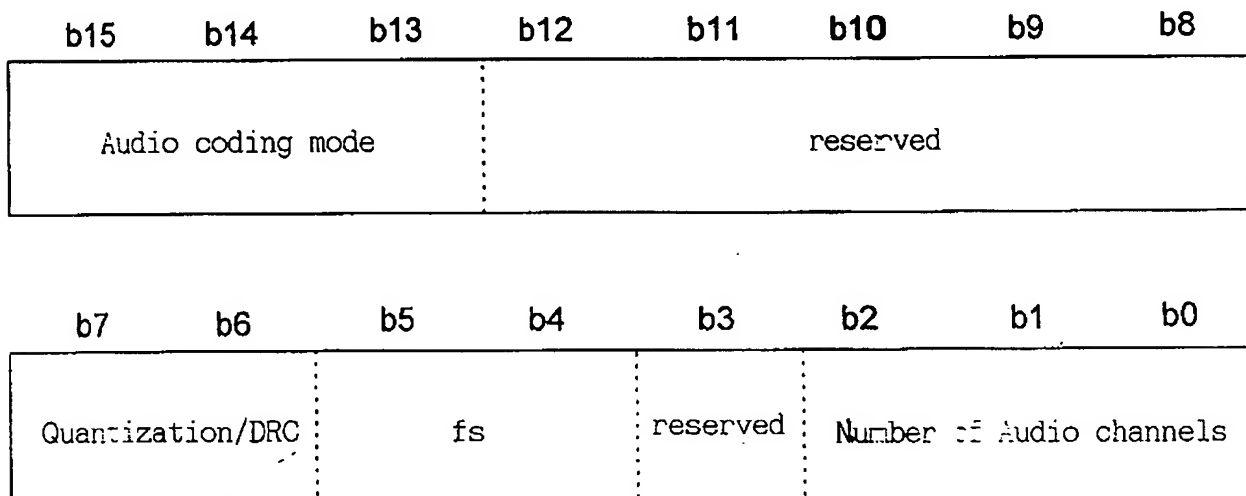 b15 b14 b13 b12 b11 b10 b9 b8
Audio coding mode reserved
b7 b6 b5 b4 b3 b2 b1 b0
Quantization/DRC fs reserved Number of Audio channels